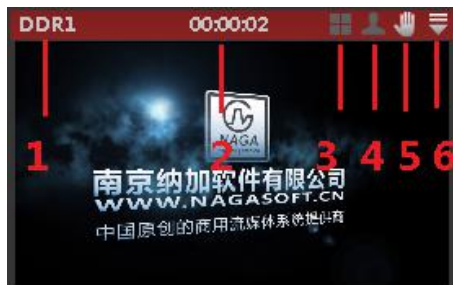 DDR1 00:00:02
1 2 3 4 5 6
NAGA
南京纳加软件有限公司
WWW.NAGASOFT.CN
中国原创的商用流媒体系统提供商